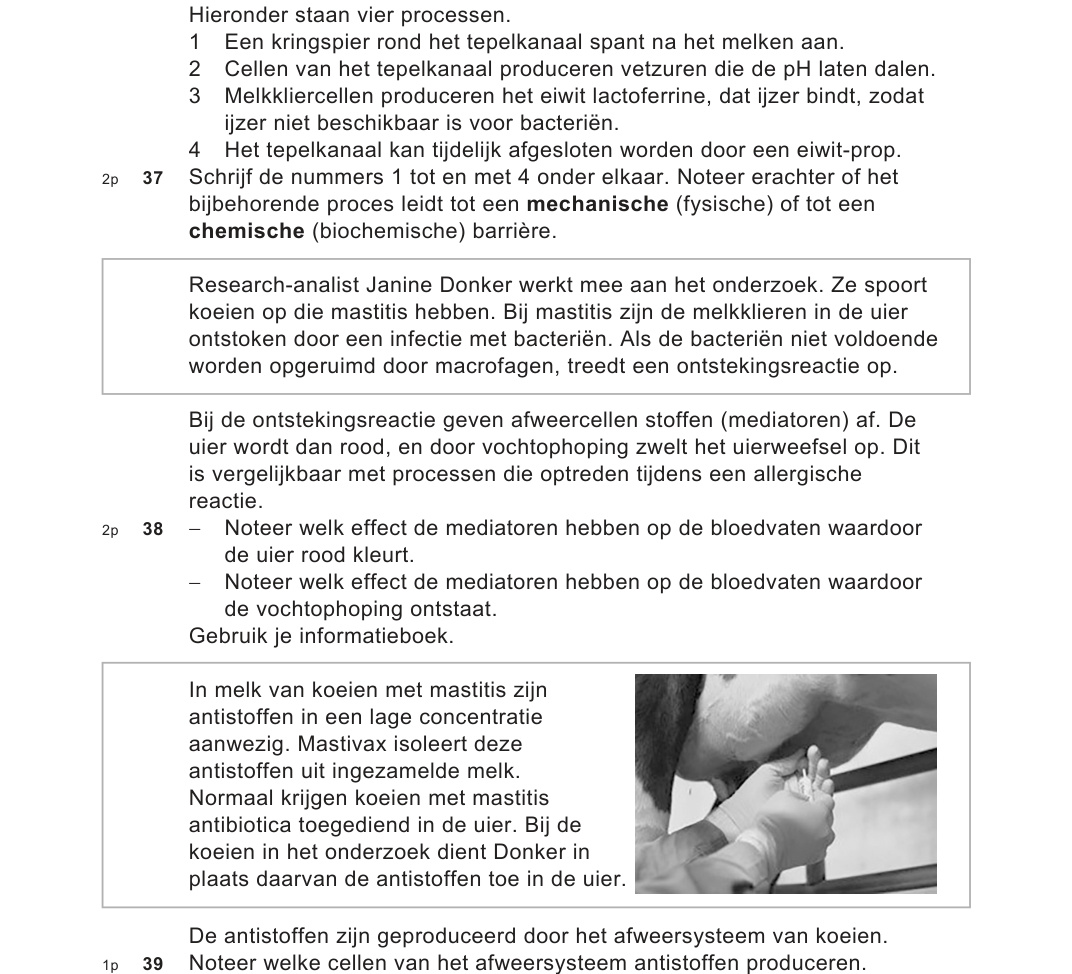 Hieronder staan vier processen.
1 Een kringspier rond het tepelkanaal spant na het melken aan.
2 Cellen van het tepelkanaal produceren vetzuren die de pH laten dalen.
3 Melkkliercellen produceren het eiwit lactoferrine, dat ijzer bindt, zodat
ijzer niet beschikbaar is voor bacteriën.
4 Het tepelkanaal kan tijdelijk afgesloten worden door een eiwit-prop.
2p 37 Schrijf de nummers 1 tot en met 4 onder elkaar. Noteer erachter of het
bijbehorende proces leidt tot een mechanische (fysische) of tot een
chemische (biochemische) barrière.
Research-analist Janine Donker werkt mee aan het onderzoek. Ze spoort
koeien op die mastitis hebben. Bij mastitis zijn de melkklieren in de uier
ontstoken door een infectie met bacteriën. Als de bacteriën niet voldoende
worden opgeruimd door macrofagen, treedt een ontstekingsreactie op.
Bij de ontstekingsreactie geven afweercellen stoffen (mediatoren) af. De
uier wordt dan rood, en door vochtophoping zwelt het uierweefsel op. Dit
is vergelijkbaar met processen die optreden tijdens een allergische
reactie.
2p 38 – Noteer welk effect de mediatoren hebben op de bloedvaten waardoor
de uier rood kleurt.
– Noteer welk effect de mediatoren hebben op de bloedvaten waardoor
de vochtophoping ontstaat.
Gebruik je informatieboek.
In melk van koeien met mastitis zijn
antistoffen in een lage concentratie
aanwezig. Mastivax isoleert deze
antistoffen uit ingezamelde melk.
Normaal krijgen koeien met mastitis
antibiotica toegediend in de uier. Bij de
koeien in het onderzoek dient Donker in
plaats daarvan de antistoffen toe in de uier.
De antistoffen zijn geproduceerd door het afweersysteem van koeien.
1p 39 Noteer welke cellen van het afweersysteem antistoffen produceren.